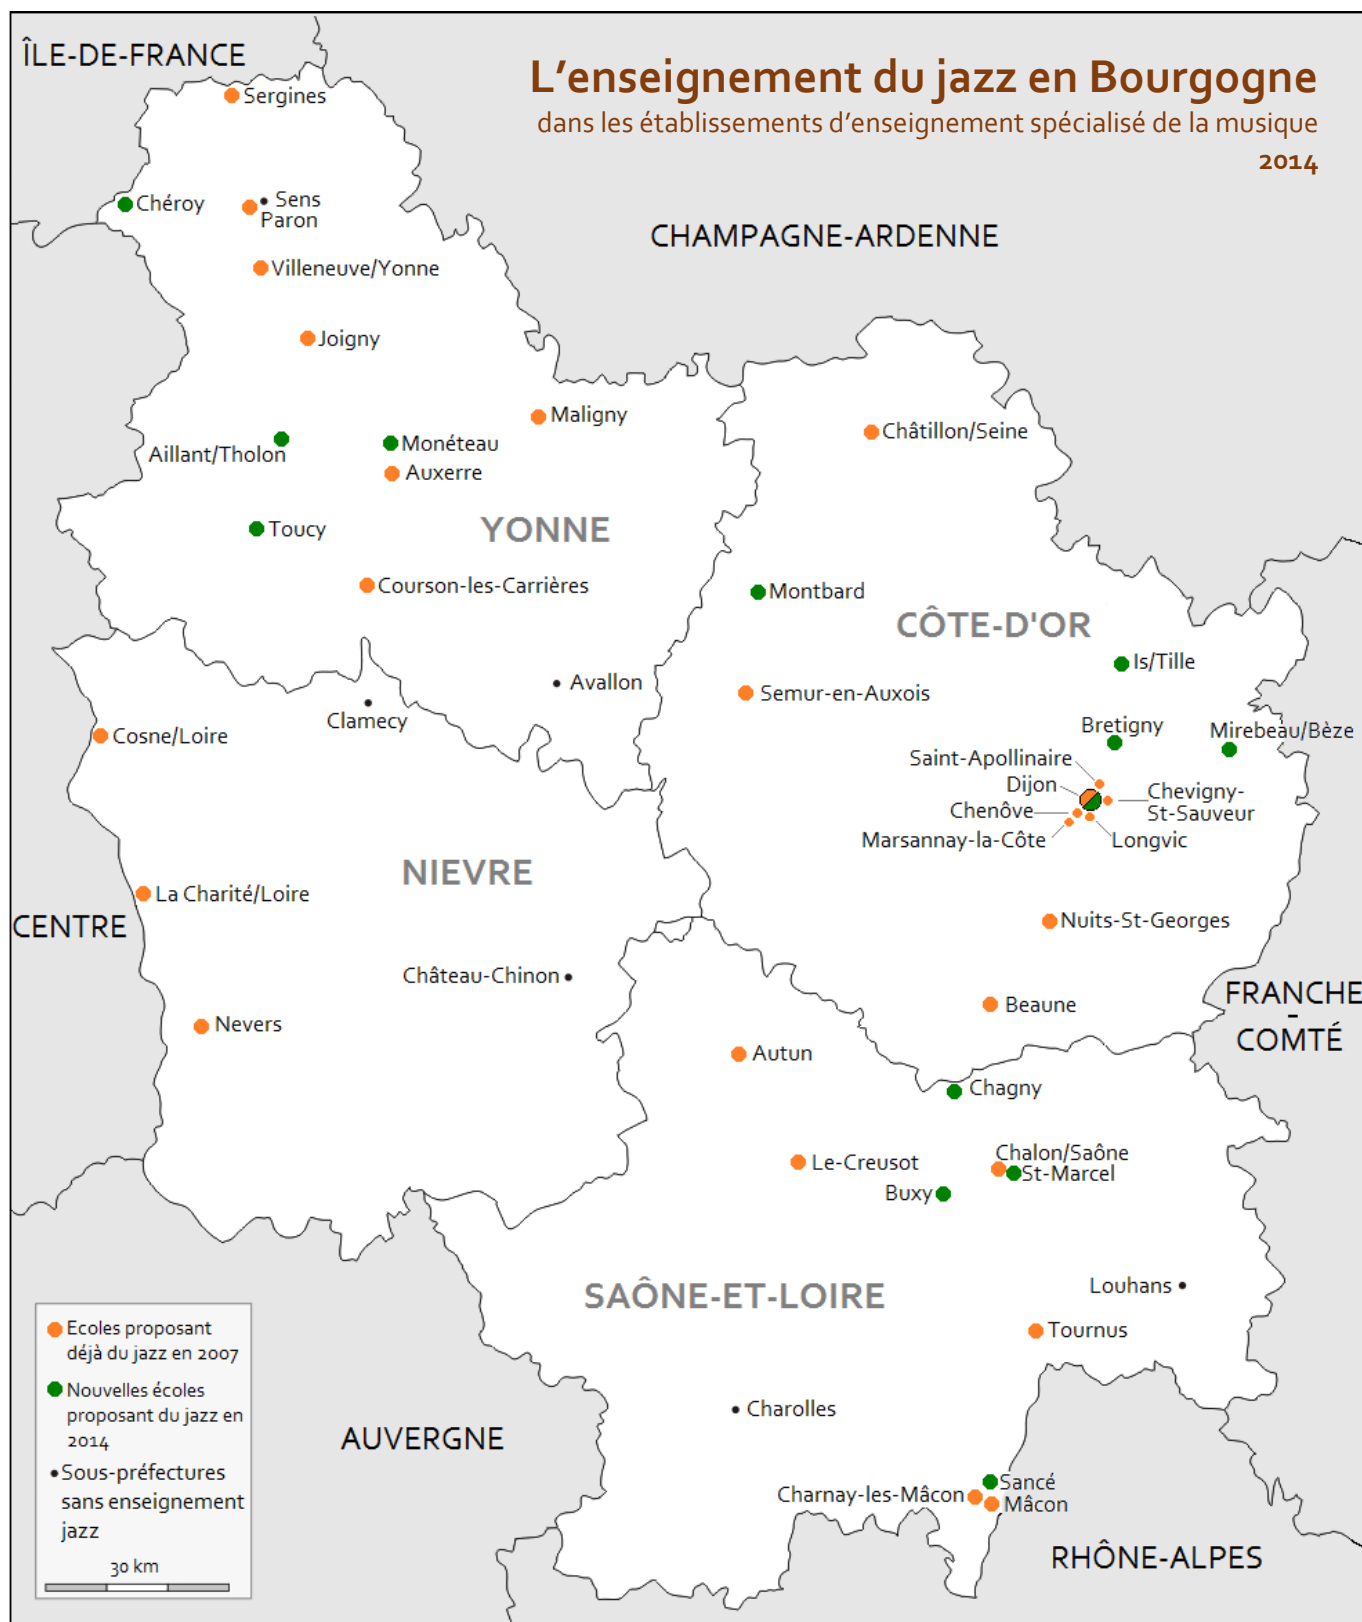 ÎLE-DE-FRANCE
L'enseignement du jazz en Bourgogne
dans les établissements d'enseignement spécialisé de la musique
2014
Sergines
Chéroy
Sens
Paron
CHAMPAGNE-ARDENNE
Villeneuve/Yonne
Joigny
Maligny
Châtillon/Seine
Aillant/Tholon
Monéteau
Auxerre
Toucy
YONNE
Courson-les-Carrières
Montbard
CÔTE-D'OR
Is/Tille
Avallon
Semur-en-Auxois
Clamecy
Cosne/Loire
Bretigny
Mirebeau/Bèze
Saint-Apollinaire
Dijon
Chevigny-
St-Sauveur
Chenôve
Marsannay-la-Côte
Longvic
NIEVRE
La Charité/Loire
CENTRE
Nuits-St-Georges
Château-Chinon
FRANCHE
-
COMTÉ
Beaune
Nevers
Autun
Chagny
Le-Creusot
Chalon/Saône
St-Marcel
Buxy
SAÔNE-ET-LOIRE
Louhans
Tournus
Charolles
AUVERGNE
Sancé
Charnay-les-Mâcon
Mâcon
RHÔNE-ALPES
Ecoles proposant
déjà du jazz en 2007
Nouvelles écoles
proposant du jazz en
2014
Sous-préfectures
sans enseignement
jazz
30 km